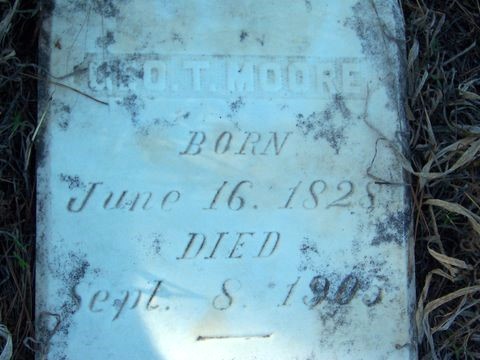 O.T. MOORE
BORN
June 16. 1828
DIED
Sept. 8. 1905